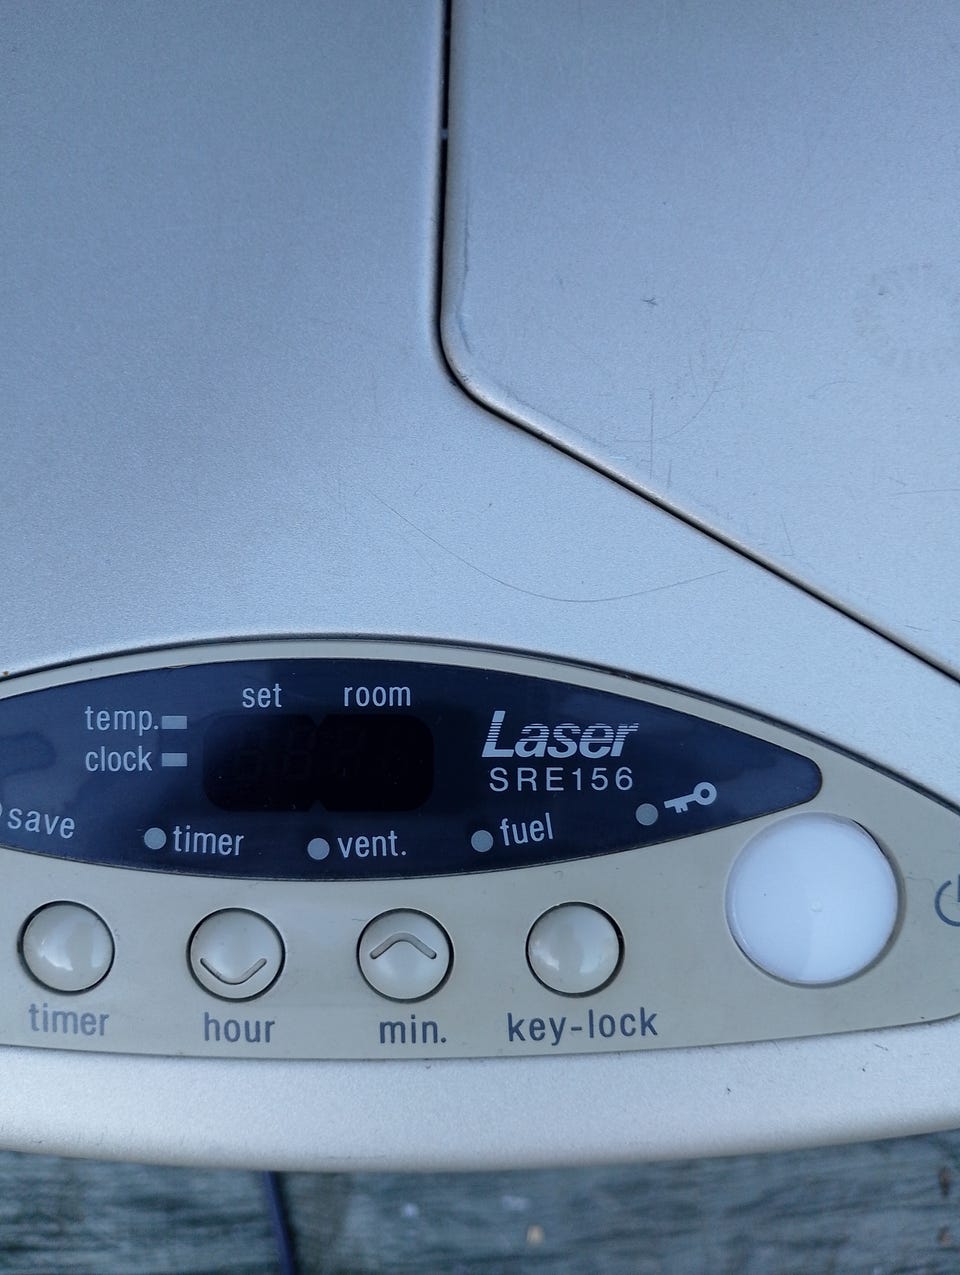 set room
temp.
clock
Laser
SRE156
save
timer
vent.
fuel
timer
hour
min.
key-lock